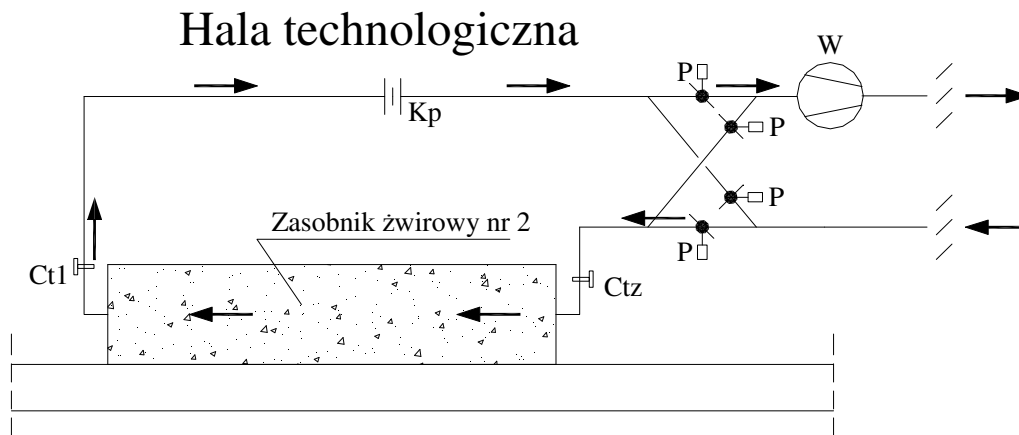 Hala technologiczna
W
P
Kp
P
P
Zasobnik żwirowy nr 2
P
Ct1
Ctz